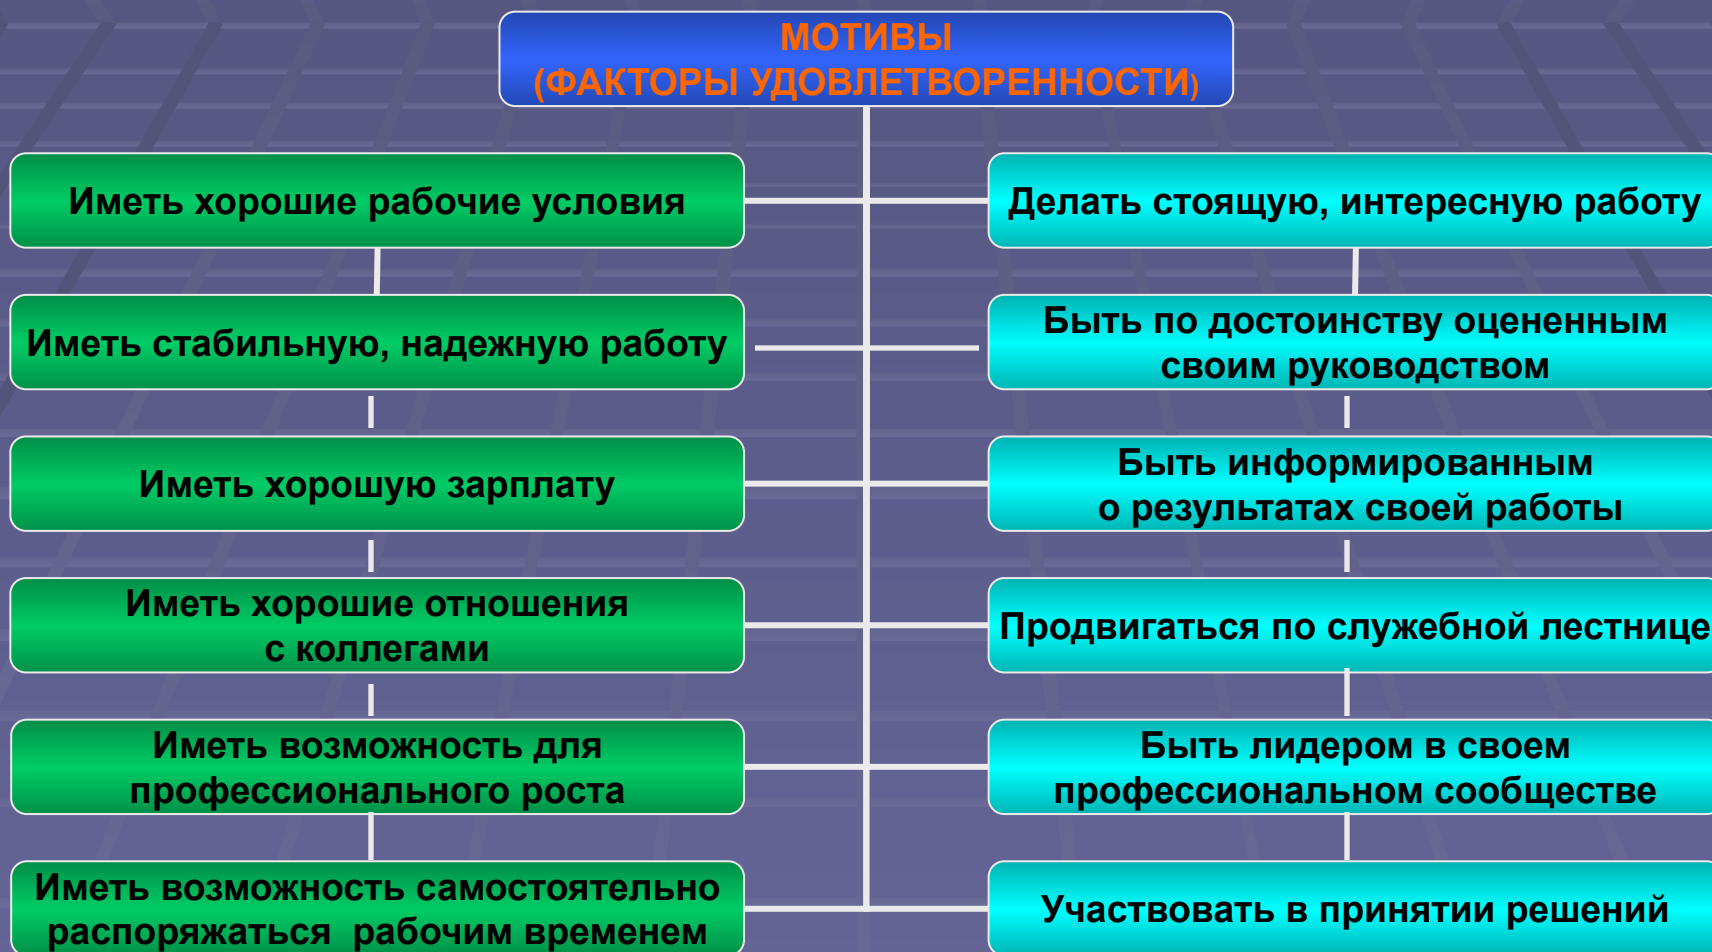 МОТИВЫ
(ФАКТОРЫ УДОВЛЕТВОРЕННОСТИ)
Иметь хорошие рабочие условия
Делать стоящую, интересную работу
Иметь стабильную, надежную работу
Быть по достоинству оцененным
своим руководством
Иметь хорошую зарплату
Быть информированным
о результатах своей работы
Иметь хорошие отношения
с коллегами
Продвигаться по служебной лестнице
Иметь возможность для
профессионального роста
Быть лидером в своем
профессиональном сообществе
Иметь возможность самостоятельно
распоряжаться рабочим временем
Участвовать в принятии решений